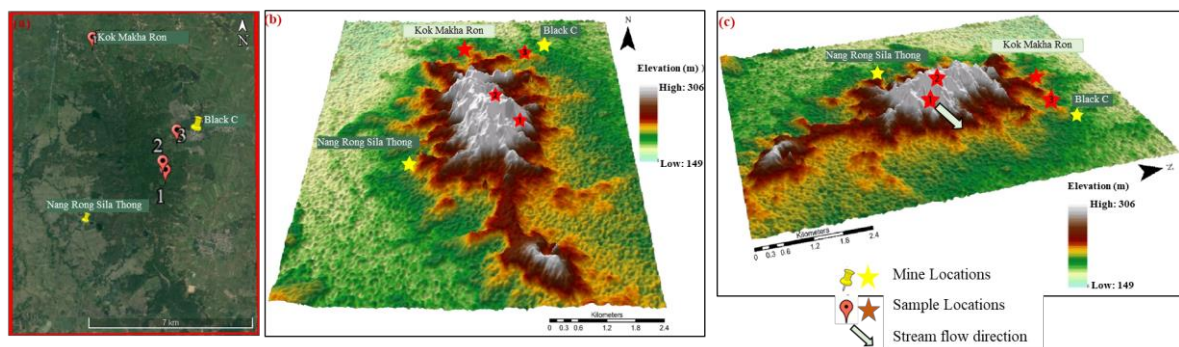 (a)
Kok Makha Ron
N
Black C
3
2
1
Nang Rong Sila Thong
7 km
(b)
Kok Makha Ron
Black C
N
Elevation (m)
High: 306
Low: 149
Nang Rong Sila Thong
Kilometers
0 0.3 0.6 1.2 1.8 2.4
(c)
Nang Rong Sila Thong
Kok Makha Ron
Black C
N
Kilometers
0 0.3 0.6 1.2 1.6 2.4
Elevation (m)
High: 306
Low: 149
Mine Locations
Sample Locations
Stream flow direction